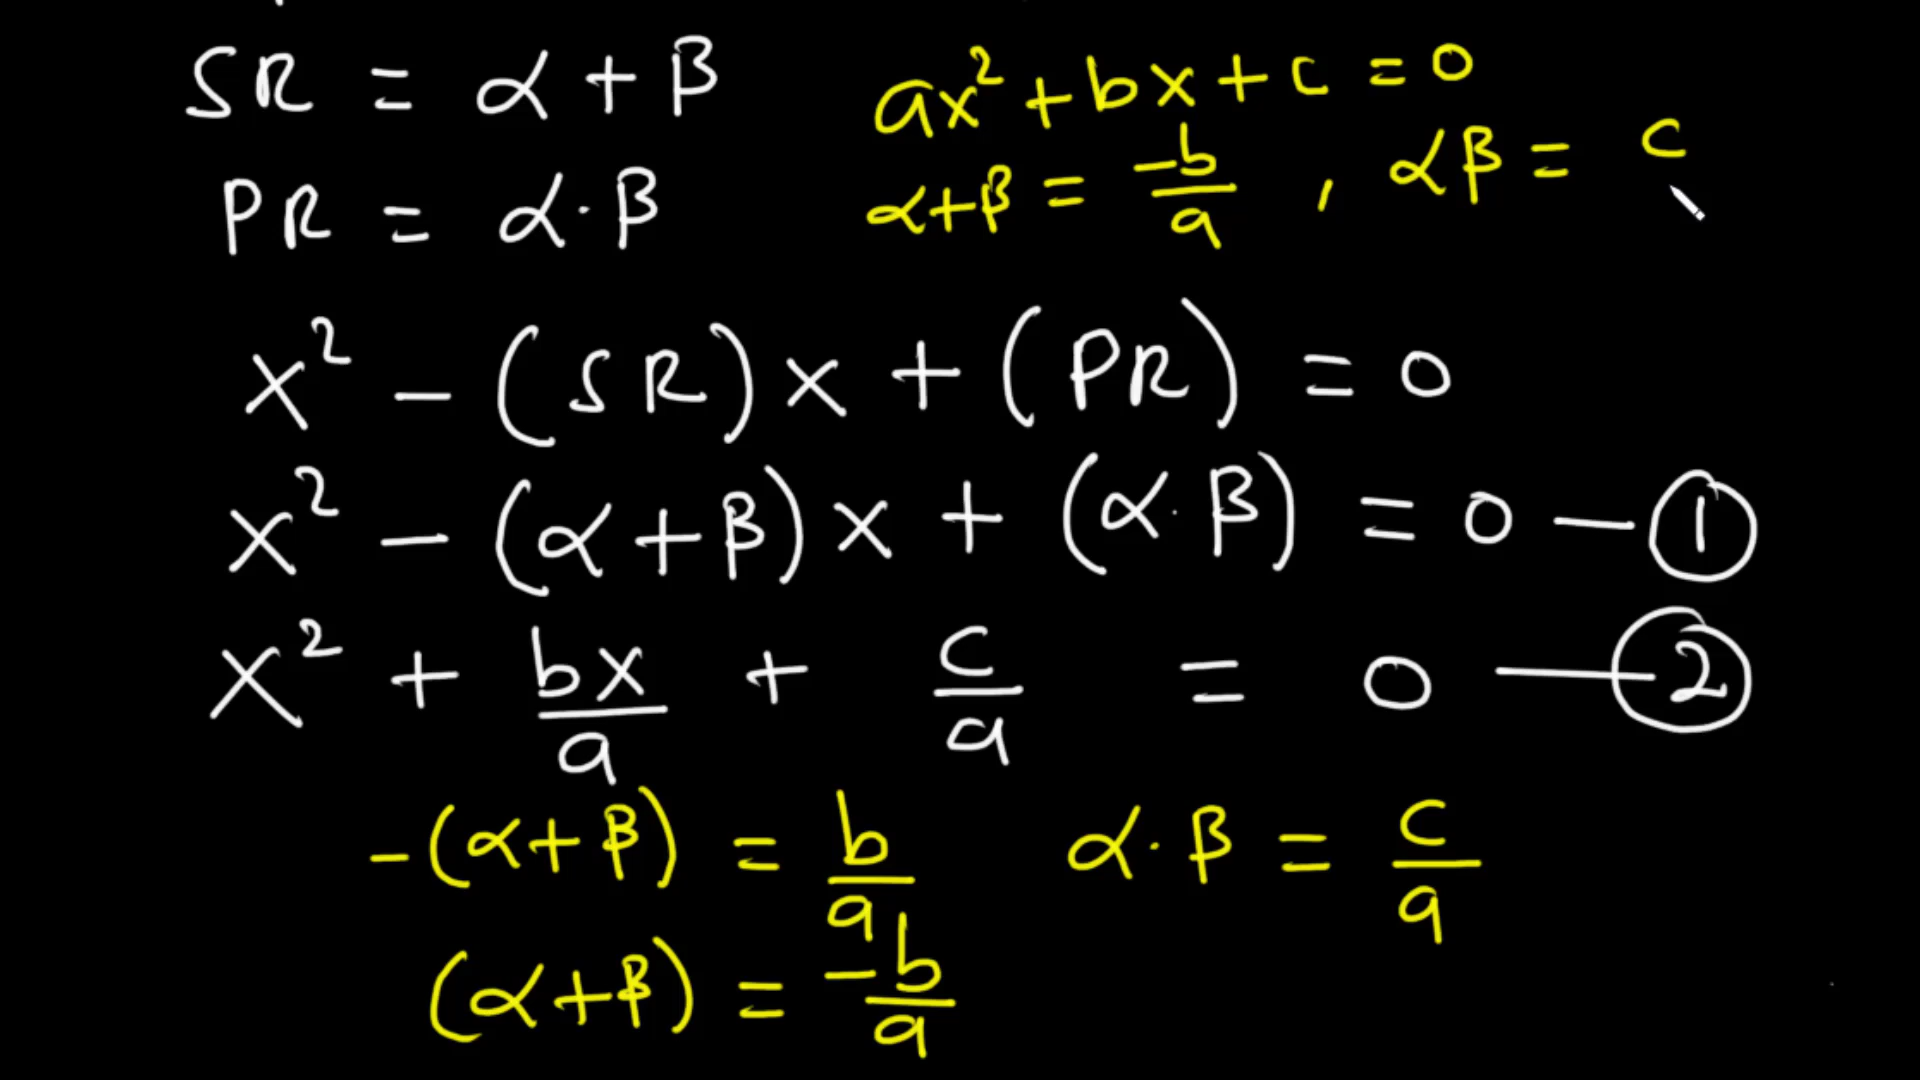 SR = α + β
ax² + bx + c = 0
PR = α · β
α + β = -b/a , αβ = c
x² - (SR)x + (PR) = 0
x² - (α + β)x + (α · β) = 0 — ①
x² + bx/a + c/a = 0 — ②
-(α + β) = b/a
α · β = c/a
(α + β) = -b/a